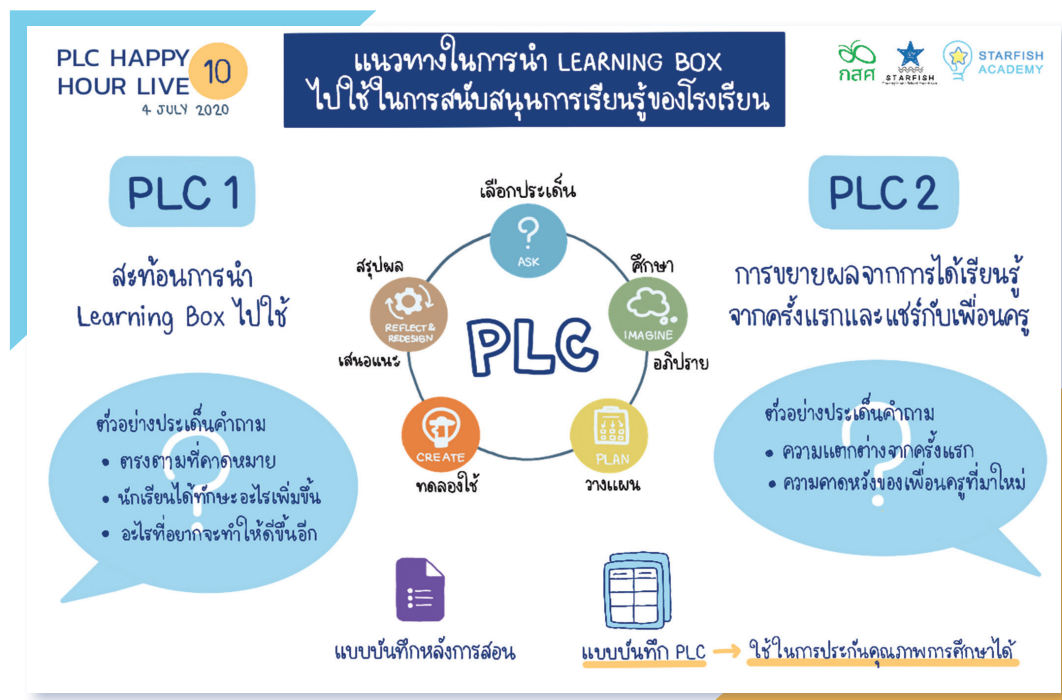 PLC HAPPY
HOUR LIVE 10
4 JULY 2020
แนวทางในการนำ LEARNING BOX
ไปใช้ในการสนับสนุนการเรียนรู้ของโรงเรียน
กสศ
STARFISH
STARFISH
ACADEMY
PLC 1
สะท้อนการนำ
Learning Box ไปใช้
ตัวอย่างประเด็นคำถาม
• ตรงตามที่คาดหมาย
• นักเรียนได้ทักษะอะไรเพิ่มขึ้น
• อะไรที่อยากจะทำให้ดีขึ้นอีก
เลือกประเด็น
?
ASK
ศึกษา
IMAGINE
อภิปราย
PLAN
วางแผน
CREATE
ทดลองใช้
สรุปผล
REFLECT &
REDESIGN
เสนอแนะ
PLC
PLC 2
การขยายผลจากการได้เรียนรู้
จากครั้งแรกและแชร์กับเพื่อนครู
ตัวอย่างประเด็นคำถาม
• ความแตกต่างจากครั้งแรก
• ความคาดหวังของเพื่อนครูที่มาใหม่
แบบบันทึกหลังการสอน
แบบบันทึก PLC → ใช้ในการประกันคุณภาพการศึกษาได้